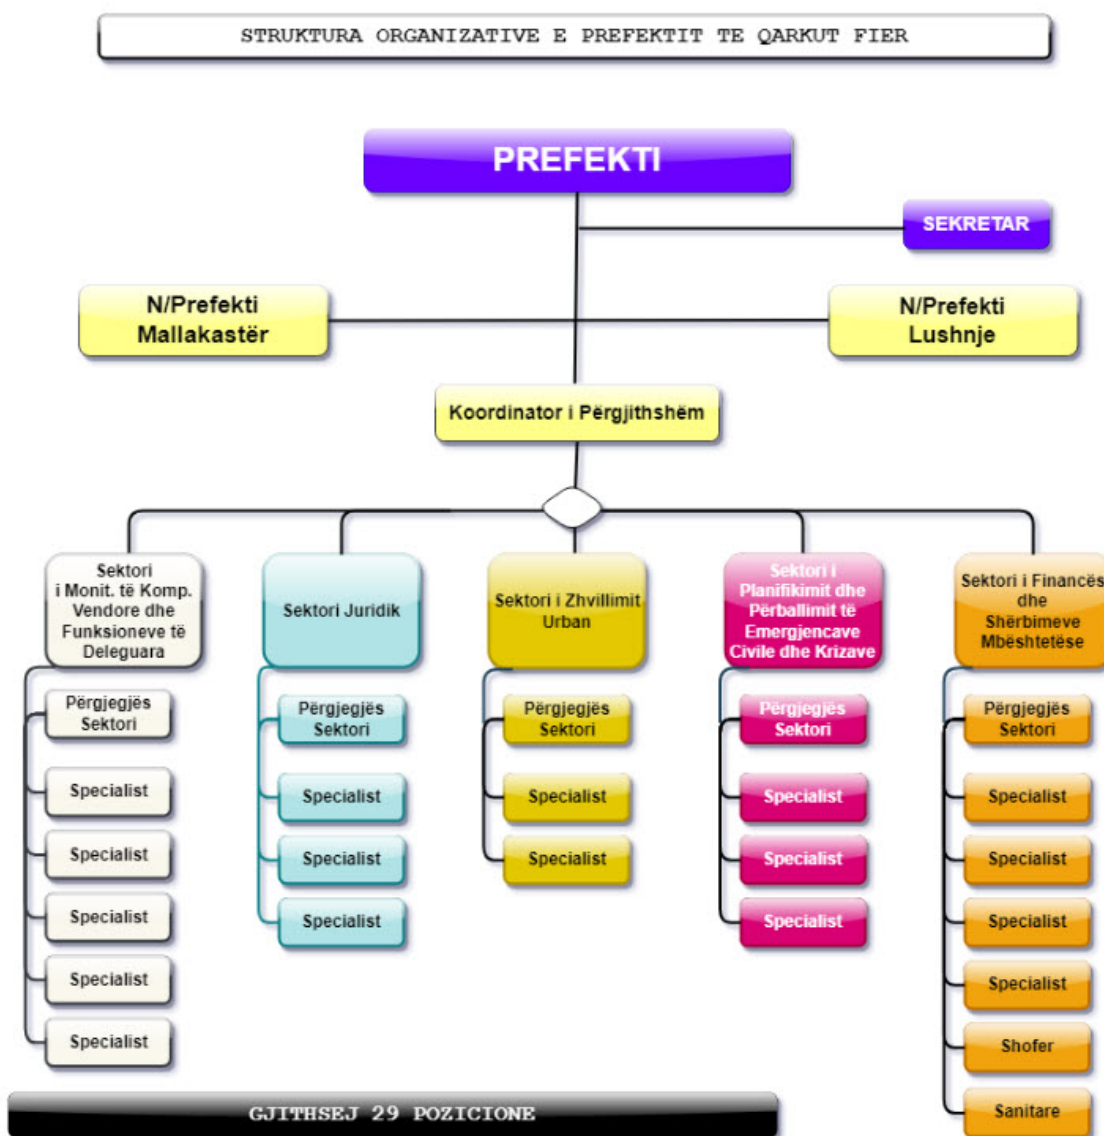 STRUKTURA ORGANIZATIVE E PREFEKTIT TE QARKUT FIER
PREFEKTI
SEKRETAR
N/Prefekti
Mallakastër
N/Prefekti
Lushnje
Koordinator i Përgjithshëm
Sektori
i Monit. të Komp.
Vendore dhe
Funksioneve të
Deleguara
Përgjegjës
Sektori
Specialist
Specialist
Specialist
Specialist
Specialist
Sektori Juridik
Përgjegjës
Sektori
Specialist
Specialist
Specialist
Sektori i Zhvillimit
Urban
Përgjegjës
Sektori
Specialist
Specialist
Sektori i
Planifikimit dhe
Përballimit të
Emergjencave
Civile dhe Krizave
Përgjegjës
Sektori
Specialist
Specialist
Specialist
Sektori i Financës
dhe
Shërbimeve
Mbështetëse
Përgjegjës
Sektori
Specialist
Specialist
Specialist
Specialist
Shofer
Sanitare
GJITHSEJ 29 POZICIONE